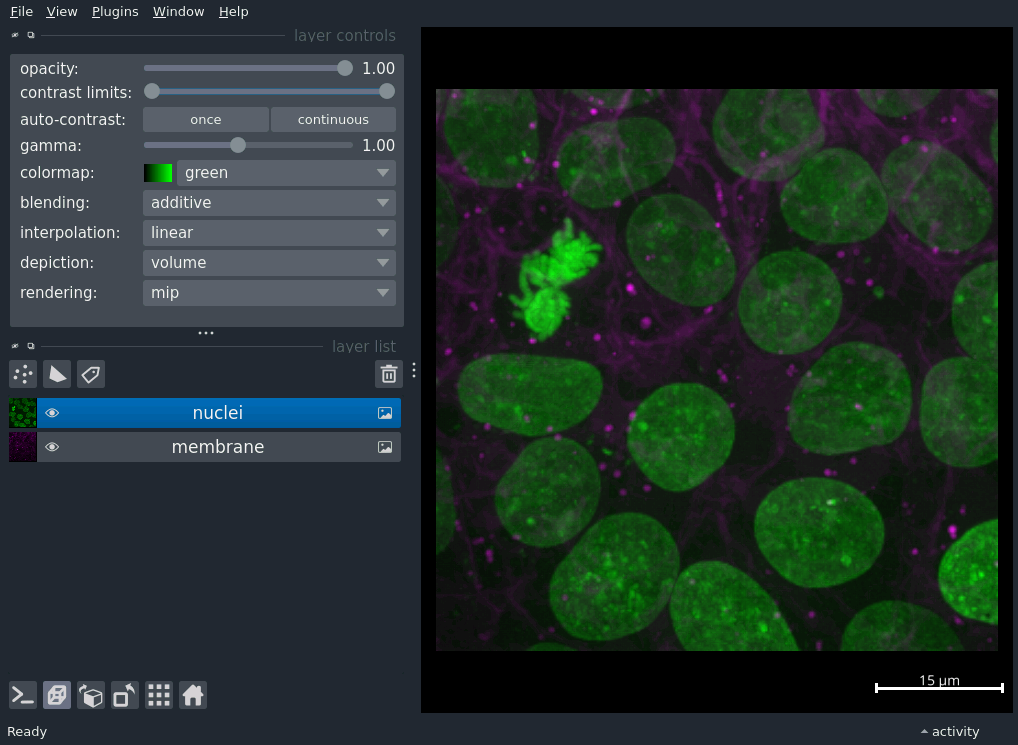 File View Plugins Window Help
layer controls
opacity: 1.00
contrast limits:
auto-contrast: once continuous
gamma: 1.00
colormap: green
blending: additive
interpolation: linear
depiction: volume
rendering: mip
layer list
nuclei
membrane
15 µm
Ready
activity